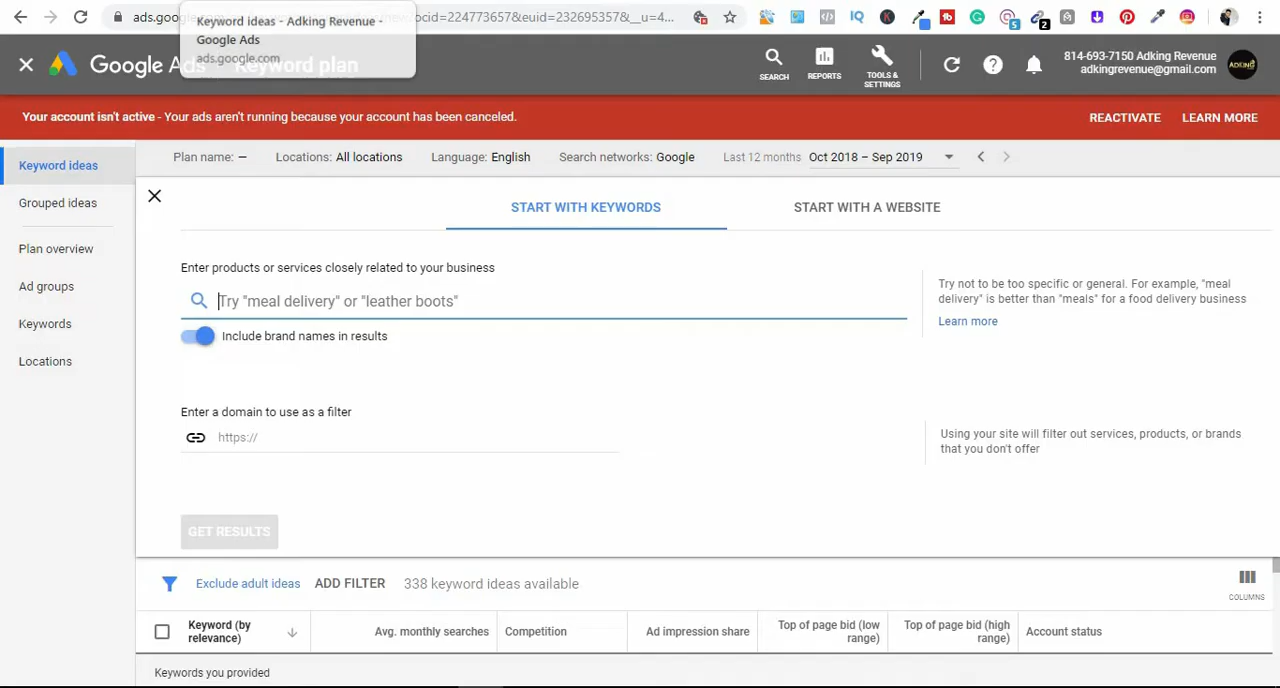 Keyword ideas - Adking Revenue -
Google Ads
ads.google.com
ads.
ocid=224773657&euid=232695357&__u=4...
5
2
Google Ads
Keyword plan
SEARCH
REPORTS
TOOLS &
SETTINGS
814-693-7150 Adking Revenue
adkingrevenue@gmail.com
ADKING
Your account isn't active - Your ads aren't running because your account has been canceled.
REACTIVATE
LEARN MORE
Keyword ideas
Grouped ideas
Plan overview
Ad groups
Keywords
Locations
Plan name: –
Locations: All locations
Language: English
Search networks: Google
Last 12 months
Oct 2018 – Sep 2019
START WITH KEYWORDS
START WITH A WEBSITE
Enter products or services closely related to your business
Try "meal delivery" or "leather boots"
Include brand names in results
Try not to be too specific or general. For example, "meal
delivery" is better than "meals" for a food delivery business
Learn more
Enter a domain to use as a filter
https://
Using your site will filter out services, products, or brands
that you don't offer
GET RESULTS
Exclude adult ideas
ADD FILTER
338 keyword ideas available
COLUMNS
Keyword (by
relevance)
Avg. monthly searches
Competition
Ad impression share
Top of page bid (low
range)
Top of page bid (high
range)
Account status
Keywords you provided